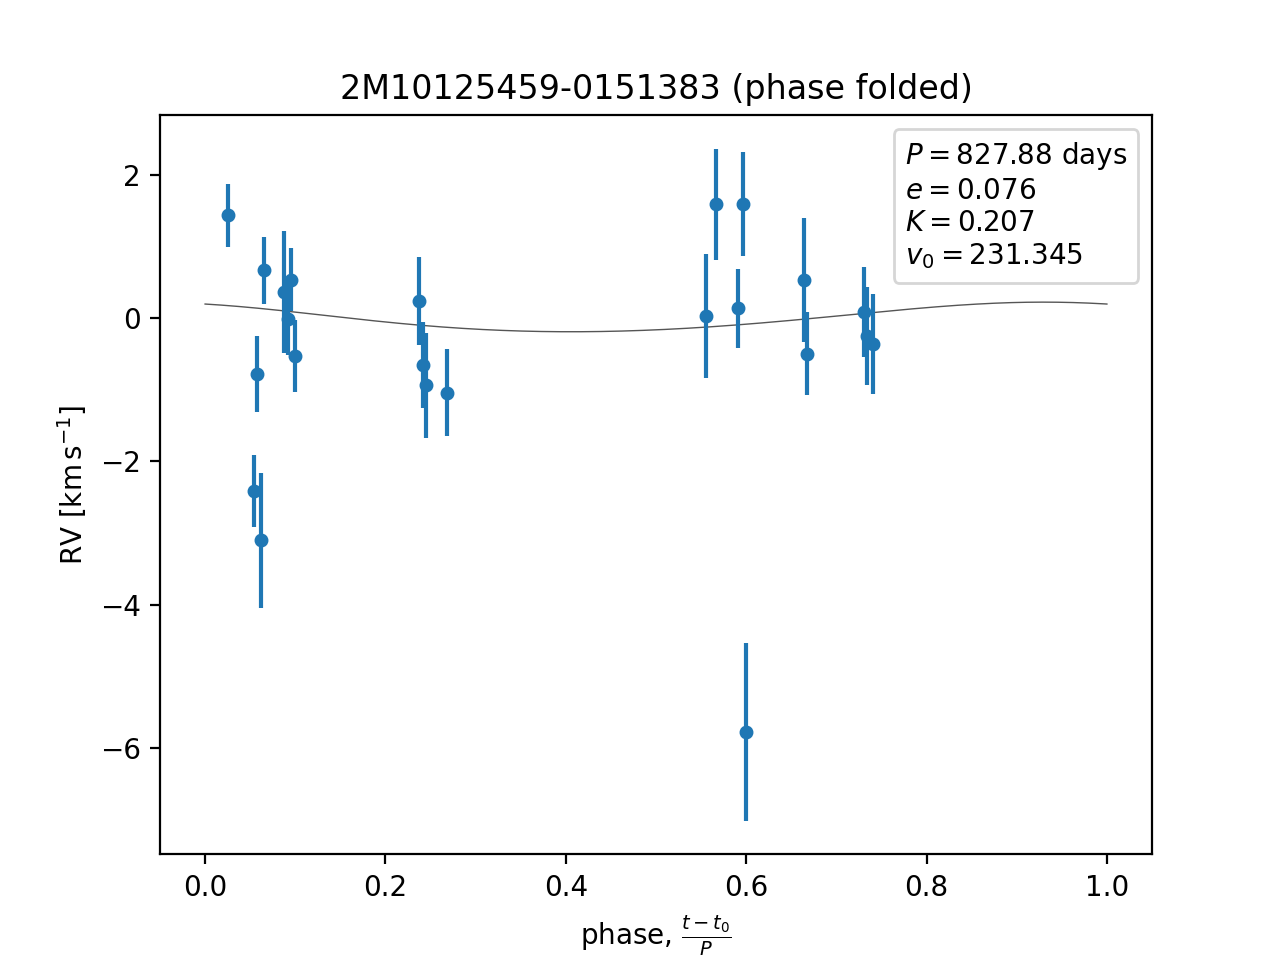 2M10125459-0151383 (phase folded)
P = 827.88 days
e = 0.076
K = 0.207
v₀ = 231.345
2
0
−2
−4
−6
RV [km s⁻¹]
0.0 0.2 0.4 0.6 0.8 1.0
phase, (t − t₀)/P